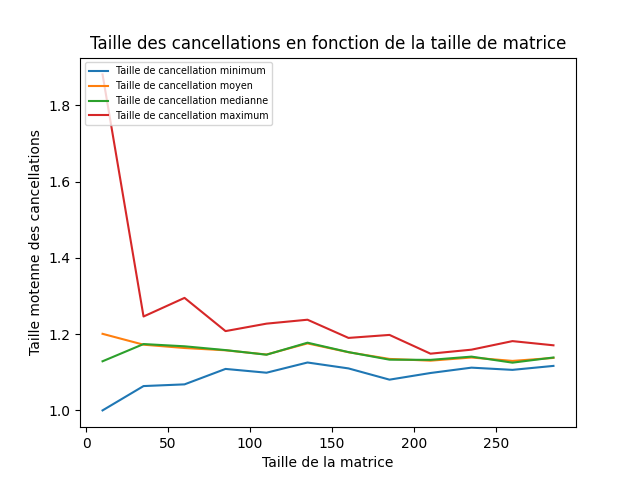 Taille des cancellations en fonction de la taille de matrice
Taille de cancellation minimum
Taille de cancellation moyen
Taille de cancellation medianne
Taille de cancellation maximum
Taille motenne des cancellations
1.8
1.6
1.4
1.2
1.0
0 50 100 150 200 250
Taille de la matrice